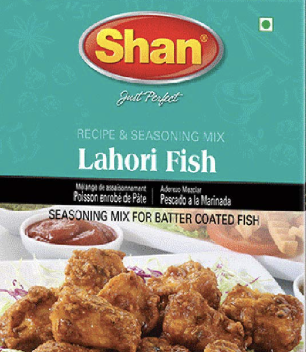 Shan®
Just Perfect
RECIPE & SEASONING MIX
Lahori Fish
Mélange de assaisonnement
Poisson enrobe de Pâte
Aderezo Mezclar
Pescado a la Marinada
SEASONING MIX FOR BATTER COATED FISH